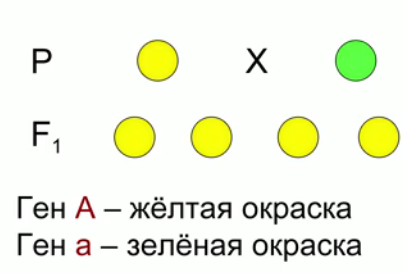 P X
F₁
Ген А – жёлтая окраска
Ген а – зелёная окраска